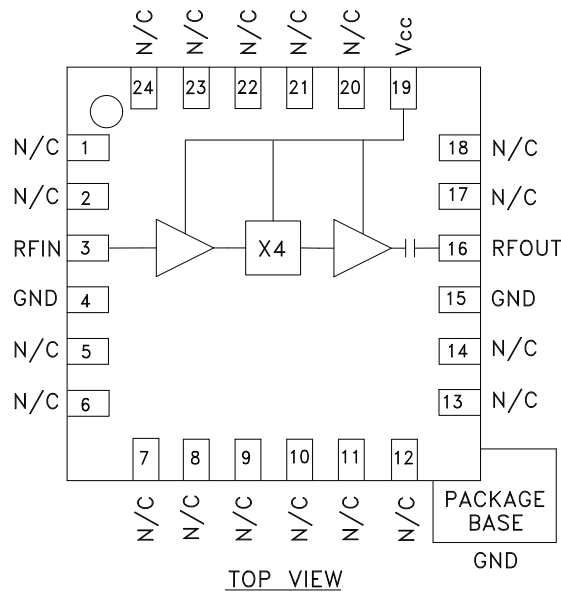 N/C N/C N/C N/C N/C Vcc
24 23 22 21 20 19
N/C 1 18 N/C
N/C 2 17 N/C
RFIN 3 X4 16 RFOUT
GND 4 15 GND
N/C 5 14 N/C
N/C 6 13 N/C
7 8 9 10 11 12
N/C N/C N/C N/C N/C N/C
PACKAGE
BASE
GND
TOP VIEW